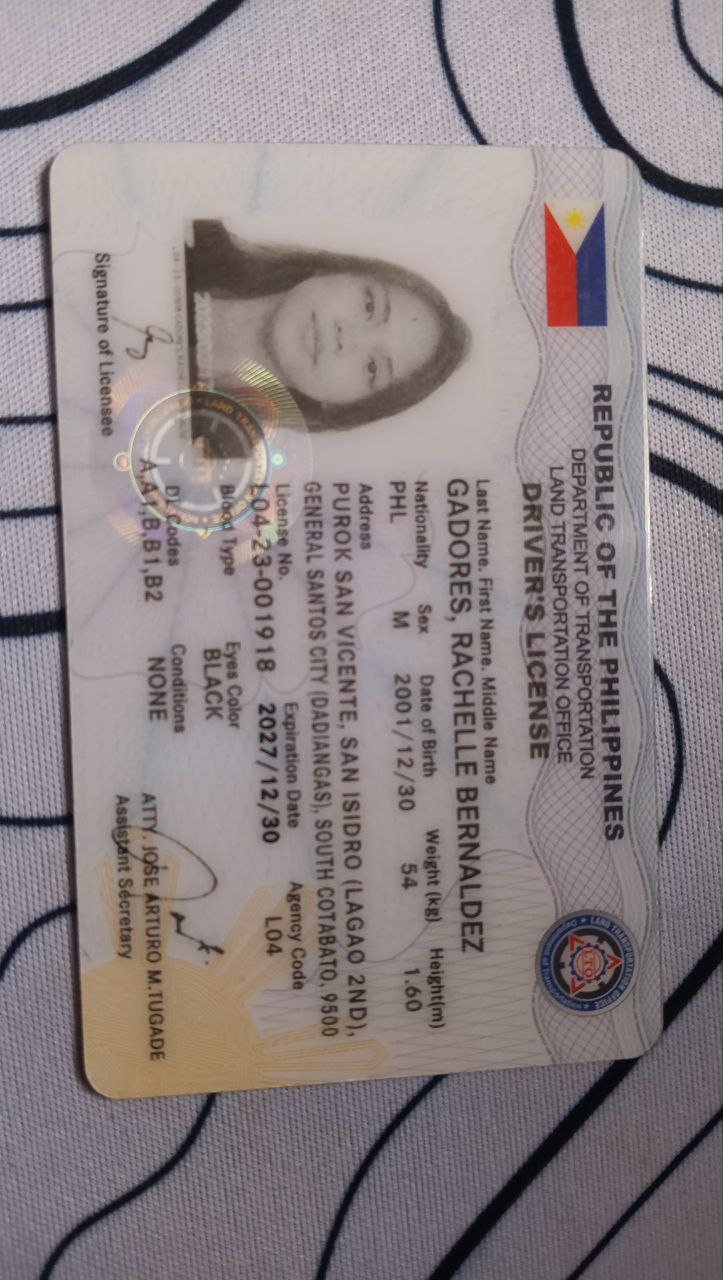 REPUBLIC OF THE PHILIPPINES
DEPARTMENT OF TRANSPORTATION
LAND TRANSPORTATION OFFICE
DRIVER'S LICENSE
Last Name. First Name. Middle Name
GADORES, RACHELLE BERNALDEZ
Nationality Sex Date of Birth Weight (kg) Height(m)
PHL M 2001/12/30 54 1.60
Address
PUROK SAN VICENTE, SAN ISIDRO (LAGAO 2ND),
GENERAL SANTOS CITY (DADIANGAS), SOUTH COTABATO, 9500
License No. Expiration Date Agency Code
L04-23-001918 2027/12/30 L04
Blood Type Eyes Color
BLACK
DL Codes Conditions
A,A1,B,B1,B2 NONE
ATTY. JOSE ARTURO M.TUGADE
Assistant Secretary
Signature of Licensee
LAND TRANSPORTATION OFFICE
LTO